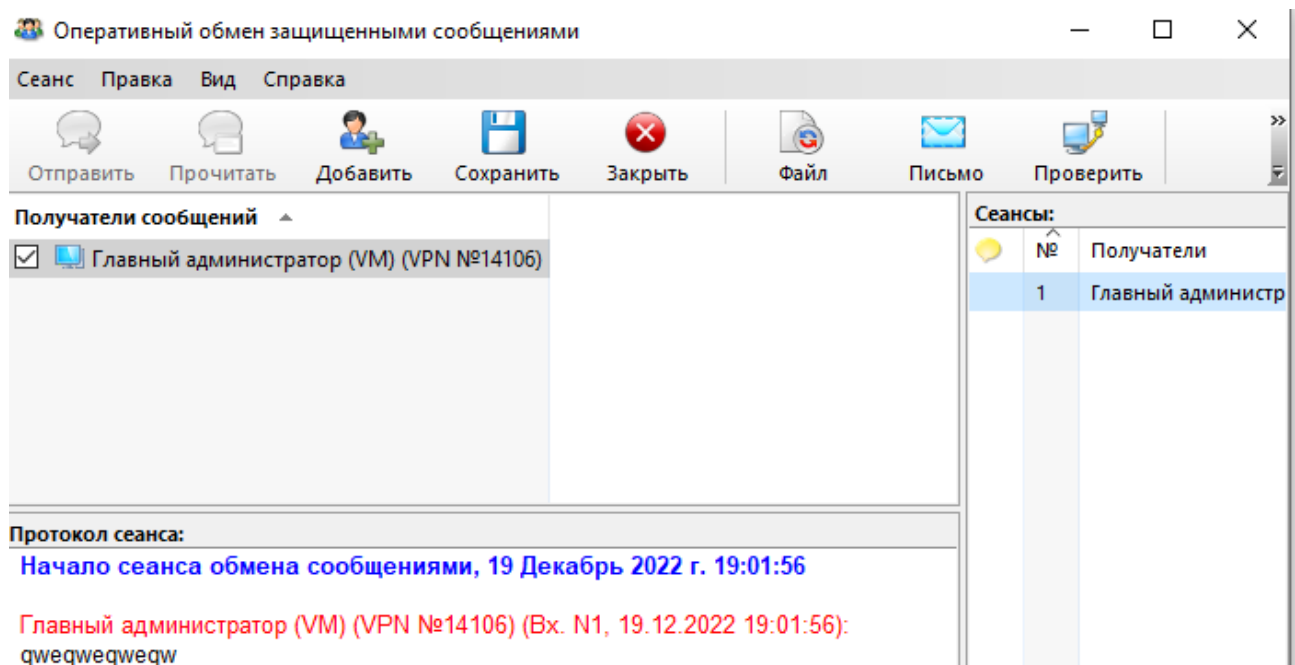 Оперативный обмен защищенными сообщениями
Сеанс Правка Вид Справка
Отправить Прочитать Добавить Сохранить Закрыть Файл Письмо Проверить
Получатели сообщений
Главный администратор (VM) (VPN №14106)
Сеансы:
№ Получатели
1 Главный администр
Протокол сеанса:
Начало сеанса обмена сообщениями, 19 Декабрь 2022 г. 19:01:56
Главный администратор (VM) (VPN №14106) (Вх. N1, 19.12.2022 19:01:56):
qweqweqweqw